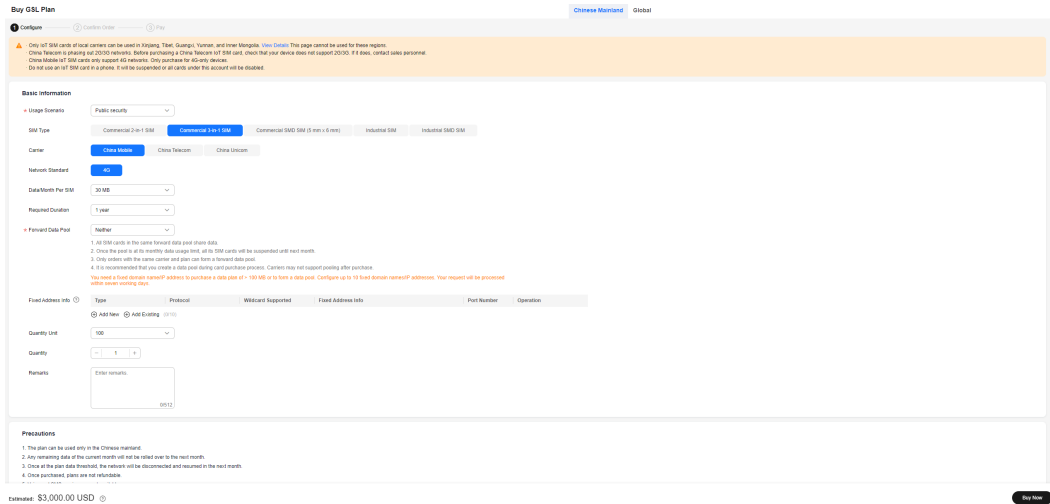 Buy GSL Plan
Chinese Mainland Global
1 Configure 2 Confirm Order 3 Pay
Only IoT SIM cards of local carriers can be used in Xinjiang, Tibet, Guangxi, Yunnan, and Inner Mongolia. View Details This page cannot be used for these regions.
China Telecom is phasing out 2G/3G networks. Before purchasing a China Telecom IoT SIM card, check that your device does not support 2G/3G. If it does, contact sales personnel.
China Mobile IoT SIM cards only support 4G networks. Only purchase for 4G-only devices.
Do not use an IoT SIM card in a phone. It will be suspended or all cards under this account will be disabled.
Basic Information
* Usage Scenario Public security
SIM Type Commercial 2-in-1 SIM Commercial 3-in-1 SIM Commercial SMD SIM (5 mm x 6 mm) Industrial SIM Industrial SMD SIM
Carrier China Mobile China Telecom China Unicom
Network Standard 4G
Data/Month Per SIM 30 MB
Required Duration 1 year
* Forward Data Pool Neither
1. All SIM cards in the same forward data pool share data.
2. Once the pool is at its monthly data usage limit, all its SIM cards will be suspended until next month.
3. Only orders with the same carrier and plan can form a forward data pool.
4. It is recommended that you create a data pool during card purchase process. Carriers may not support pooling after purchase.
You need a fixed domain name/IP address to purchase a data plan of > 100 MB or to form a data pool. Configure up to 10 fixed domain names/IP addresses. Your request will be processed
within seven working days.
Fixed Address Info Type Protocol Wildcard Supported Fixed Address Info Port Number Operation
Add New Add Existing (0/10)
Quantity Unit 100
Quantity − 1 +
Remarks Enter remarks.
0/512
Precautions
1. The plan can be used only in the Chinese mainland.
2. Any remaining data of the current month will not be rolled over to the next month.
3. Once at the plan data threshold, the network will be disconnected and resumed in the next month.
4. Once purchased, plans are not refundable.
Estimated: $3,000.00 USD
Buy Now